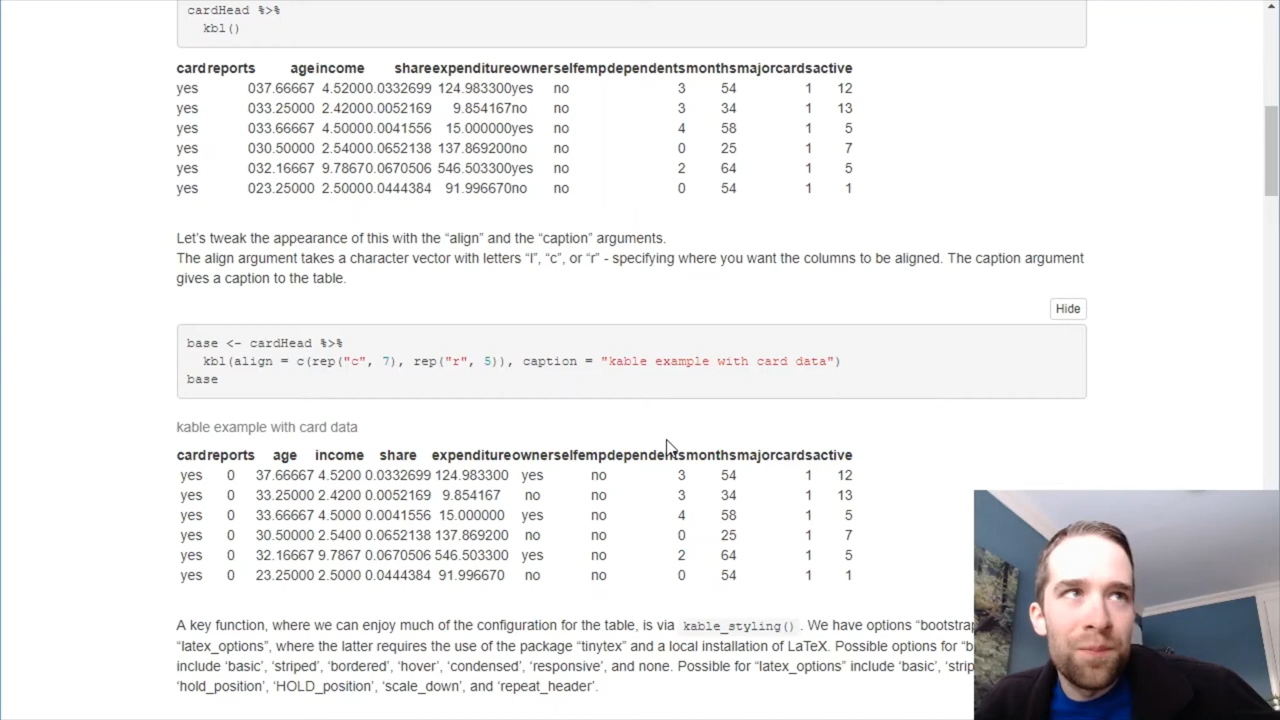 cardHead %>%
kbl()
cardreports ageincome shareexpenditureownerselfempdependentsmonthsmajorcardsactive
yes 037.66667 4.520000.0332699 124.983300yes no 3 54 1 12
yes 033.25000 2.420000.0052169 9.854167no no 3 34 1 13
yes 033.66667 4.500000.0041556 15.000000yes no 4 58 1 5
yes 030.50000 2.540000.0652138 137.869200no no 0 25 1 7
yes 032.16667 9.786700.0670506 546.503300yes no 2 64 1 5
yes 023.25000 2.500000.0444384 91.996670no no 0 54 1 1
Let's tweak the appearance of this with the “align” and the “caption” arguments.
The align argument takes a character vector with letters “l”, “c”, or “r” - specifying where you want the columns to be aligned. The caption argument
gives a caption to the table.
Hide
base <- cardHead %>%
kbl(align = c(rep("c", 7), rep("r", 5)), caption = "kable example with card data")
base
kable example with card data
cardreports age income share expenditureownerselfempdependentsmonthsmajorcardsactive
yes 0 37.66667 4.5200 0.0332699 124.983300 yes no 3 54 1 12
yes 0 33.25000 2.4200 0.0052169 9.854167 no no 3 34 1 13
yes 0 33.66667 4.5000 0.0041556 15.000000 yes no 4 58 1 5
yes 0 30.50000 2.5400 0.0652138 137.869200 no no 0 25 1 7
yes 0 32.16667 9.7867 0.0670506 546.503300 yes no 2 64 1 5
yes 0 23.25000 2.5000 0.0444384 91.996670 no no 0 54 1 1
A key function, where we can enjoy much of the configuration for the table, is via kable_styling() . We have options “bootstrap
“latex_options”, where the latter requires the use of the package “tinytex” and a local installation of LaTeX. Possible options for “b
include 'basic', 'striped', 'bordered', 'hover', 'condensed', 'responsive', and none. Possible for “latex_options” include 'basic', 'strip
'hold_position', 'HOLD_position', 'scale_down', and 'repeat_header'.